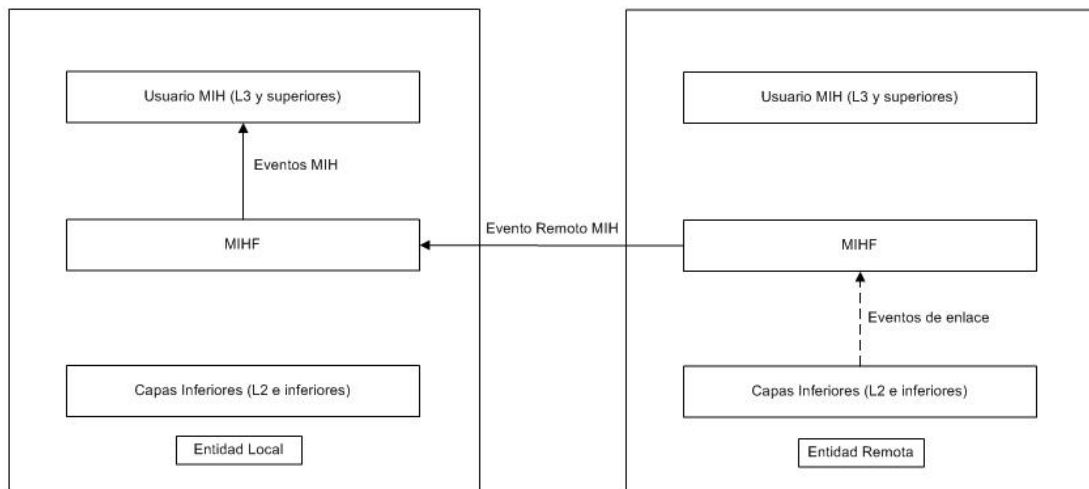 Usuario MIH (L3 y superiores)
Eventos MIH
MIHF
Capas Inferiores (L2 e inferiores)
Entidad Local
Evento Remoto MIH
Usuario MIH (L3 y superiores)
MIHF
Eventos de enlace
Capas Inferiores (L2 e inferiores)
Entidad Remota